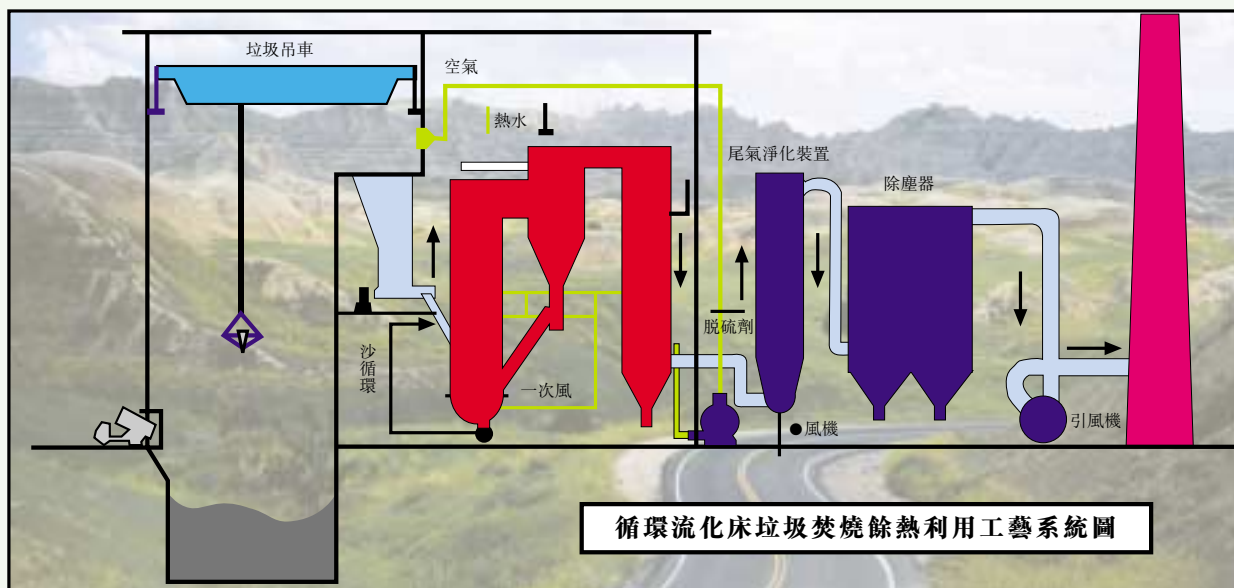 垃圾吊車
空氣
熱水
尾氣淨化裝置
除塵器
脱硫劑
沙循環
一次風
風機
引風機
循環流化床垃圾焚燒餘熱利用工藝系統圖